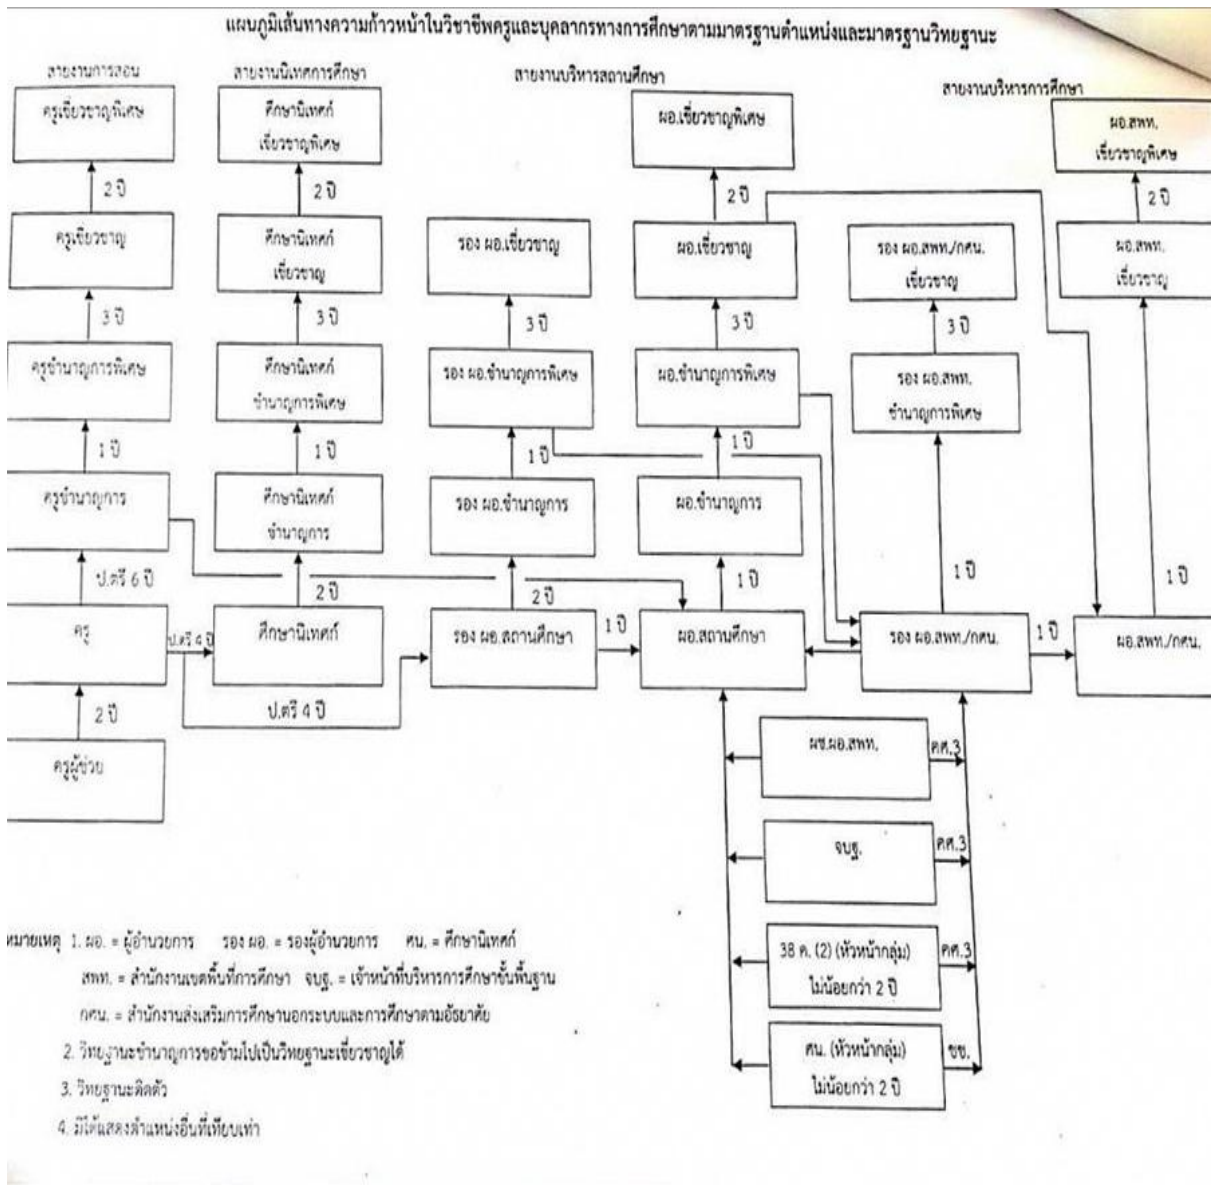 แผนภูมิเส้นทางความก้าวหน้าในวิชาชีพครูและบุคลากรทางการศึกษาตามมาตรฐานตำแหน่งและมาตรฐานวิทยฐานะ
สายงานการสอน
สายงานนิเทศการศึกษา
สายงานบริหารสถานศึกษา
สายงานบริหารการศึกษา
ครูเชี่ยวชาญพิเศษ
ศึกษานิเทศก์
เชี่ยวชาญพิเศษ
ผอ.เชี่ยวชาญพิเศษ
ผอ.สพท.
เชี่ยวชาญพิเศษ
2 ปี
2 ปี
2 ปี
2 ปี
ครูเชี่ยวชาญ
ศึกษานิเทศก์
เชี่ยวชาญ
รอง ผอ.เชี่ยวชาญ
ผอ.เชี่ยวชาญ
รอง ผอ.สพท./กศน.
เชี่ยวชาญ
ผอ.สพท.
เชี่ยวชาญ
3 ปี
3 ปี
3 ปี
3 ปี
3 ปี
ครูชำนาญการพิเศษ
ศึกษานิเทศก์
ชำนาญการพิเศษ
รอง ผอ.ชำนาญการพิเศษ
ผอ.ชำนาญการพิเศษ
รอง ผอ.สพท.
ชำนาญการพิเศษ
1 ปี
1 ปี
1 ปี
1 ปี
ครูชำนาญการ
ศึกษานิเทศก์
ชำนาญการ
รอง ผอ.ชำนาญการ
ผอ.ชำนาญการ
ป.ตรี 6 ปี
2 ปี
2 ปี
1 ปี
1 ปี
1 ปี
ครู
ป.ตรี 4 ปี
ศึกษานิเทศก์
รอง ผอ.สถานศึกษา
1 ปี
ผอ.สถานศึกษา
รอง ผอ.สพท./กศน.
1 ปี
ผอ.สพท./กศน.
2 ปี
ป.ตรี 4 ปี
ครูผู้ช่วย
ผช.ผอ.สพท.
คศ.3
จบฐ.
คศ.3
38 ค. (2) (หัวหน้ากลุ่ม)
ไม่น้อยกว่า 2 ปี
คศ.3
ศน. (หัวหน้ากลุ่ม)
ไม่น้อยกว่า 2 ปี
ชช.
หมายเหตุ 1. ผอ. = ผู้อำนวยการ รอง ผอ. = รองผู้อำนวยการ ศน. = ศึกษานิเทศก์
สพท. = สำนักงานเขตพื้นที่การศึกษา จบฐ. = เจ้าหน้าที่บริหารการศึกษาขั้นพื้นฐาน
กศน. = สำนักงานส่งเสริมการศึกษานอกระบบและการศึกษาตามอัธยาศัย
2. วิทยฐานะชำนาญการขอข้ามไปเป็นวิทยฐานะเชี่ยวชาญได้
3. วิทยฐานะติดตัว
4. มิได้แสดงตำแหน่งอื่นที่เทียบเท่า